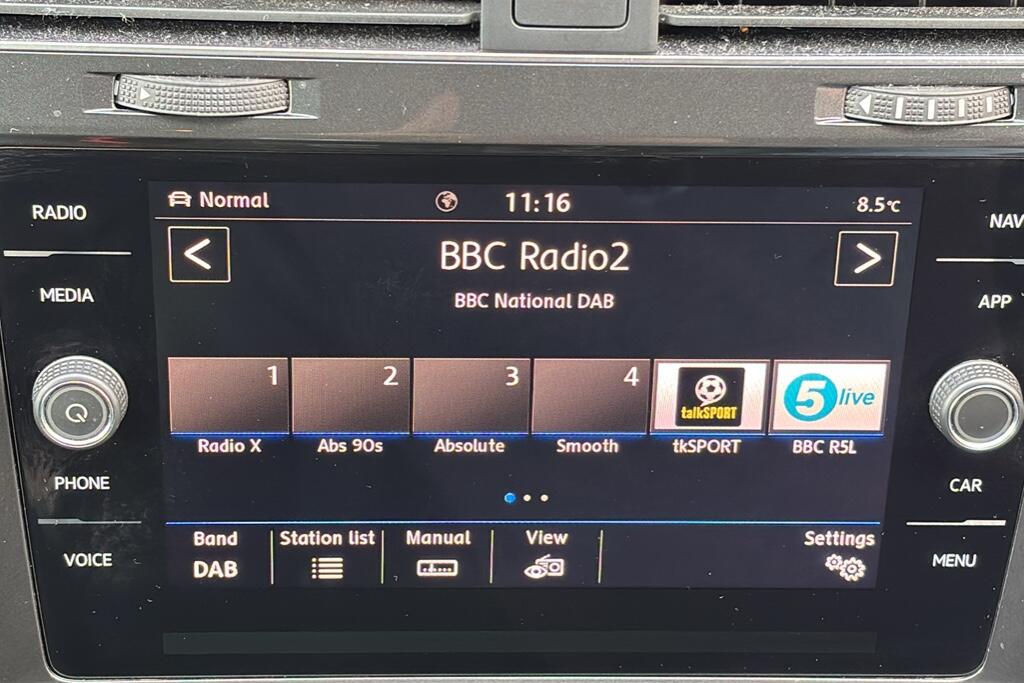 RADIO
MEDIA
PHONE
VOICE
Normal
11:16
8.5°C
<
BBC Radio2
>
BBC National DAB
1
2
3
4
talkSPORT
5 live
Radio X
Abs 90s
Absolute
Smooth
tkSPORT
BBC R5L
Band
DAB
Station list
Manual
View
Settings
NAV
APP
CAR
MENU